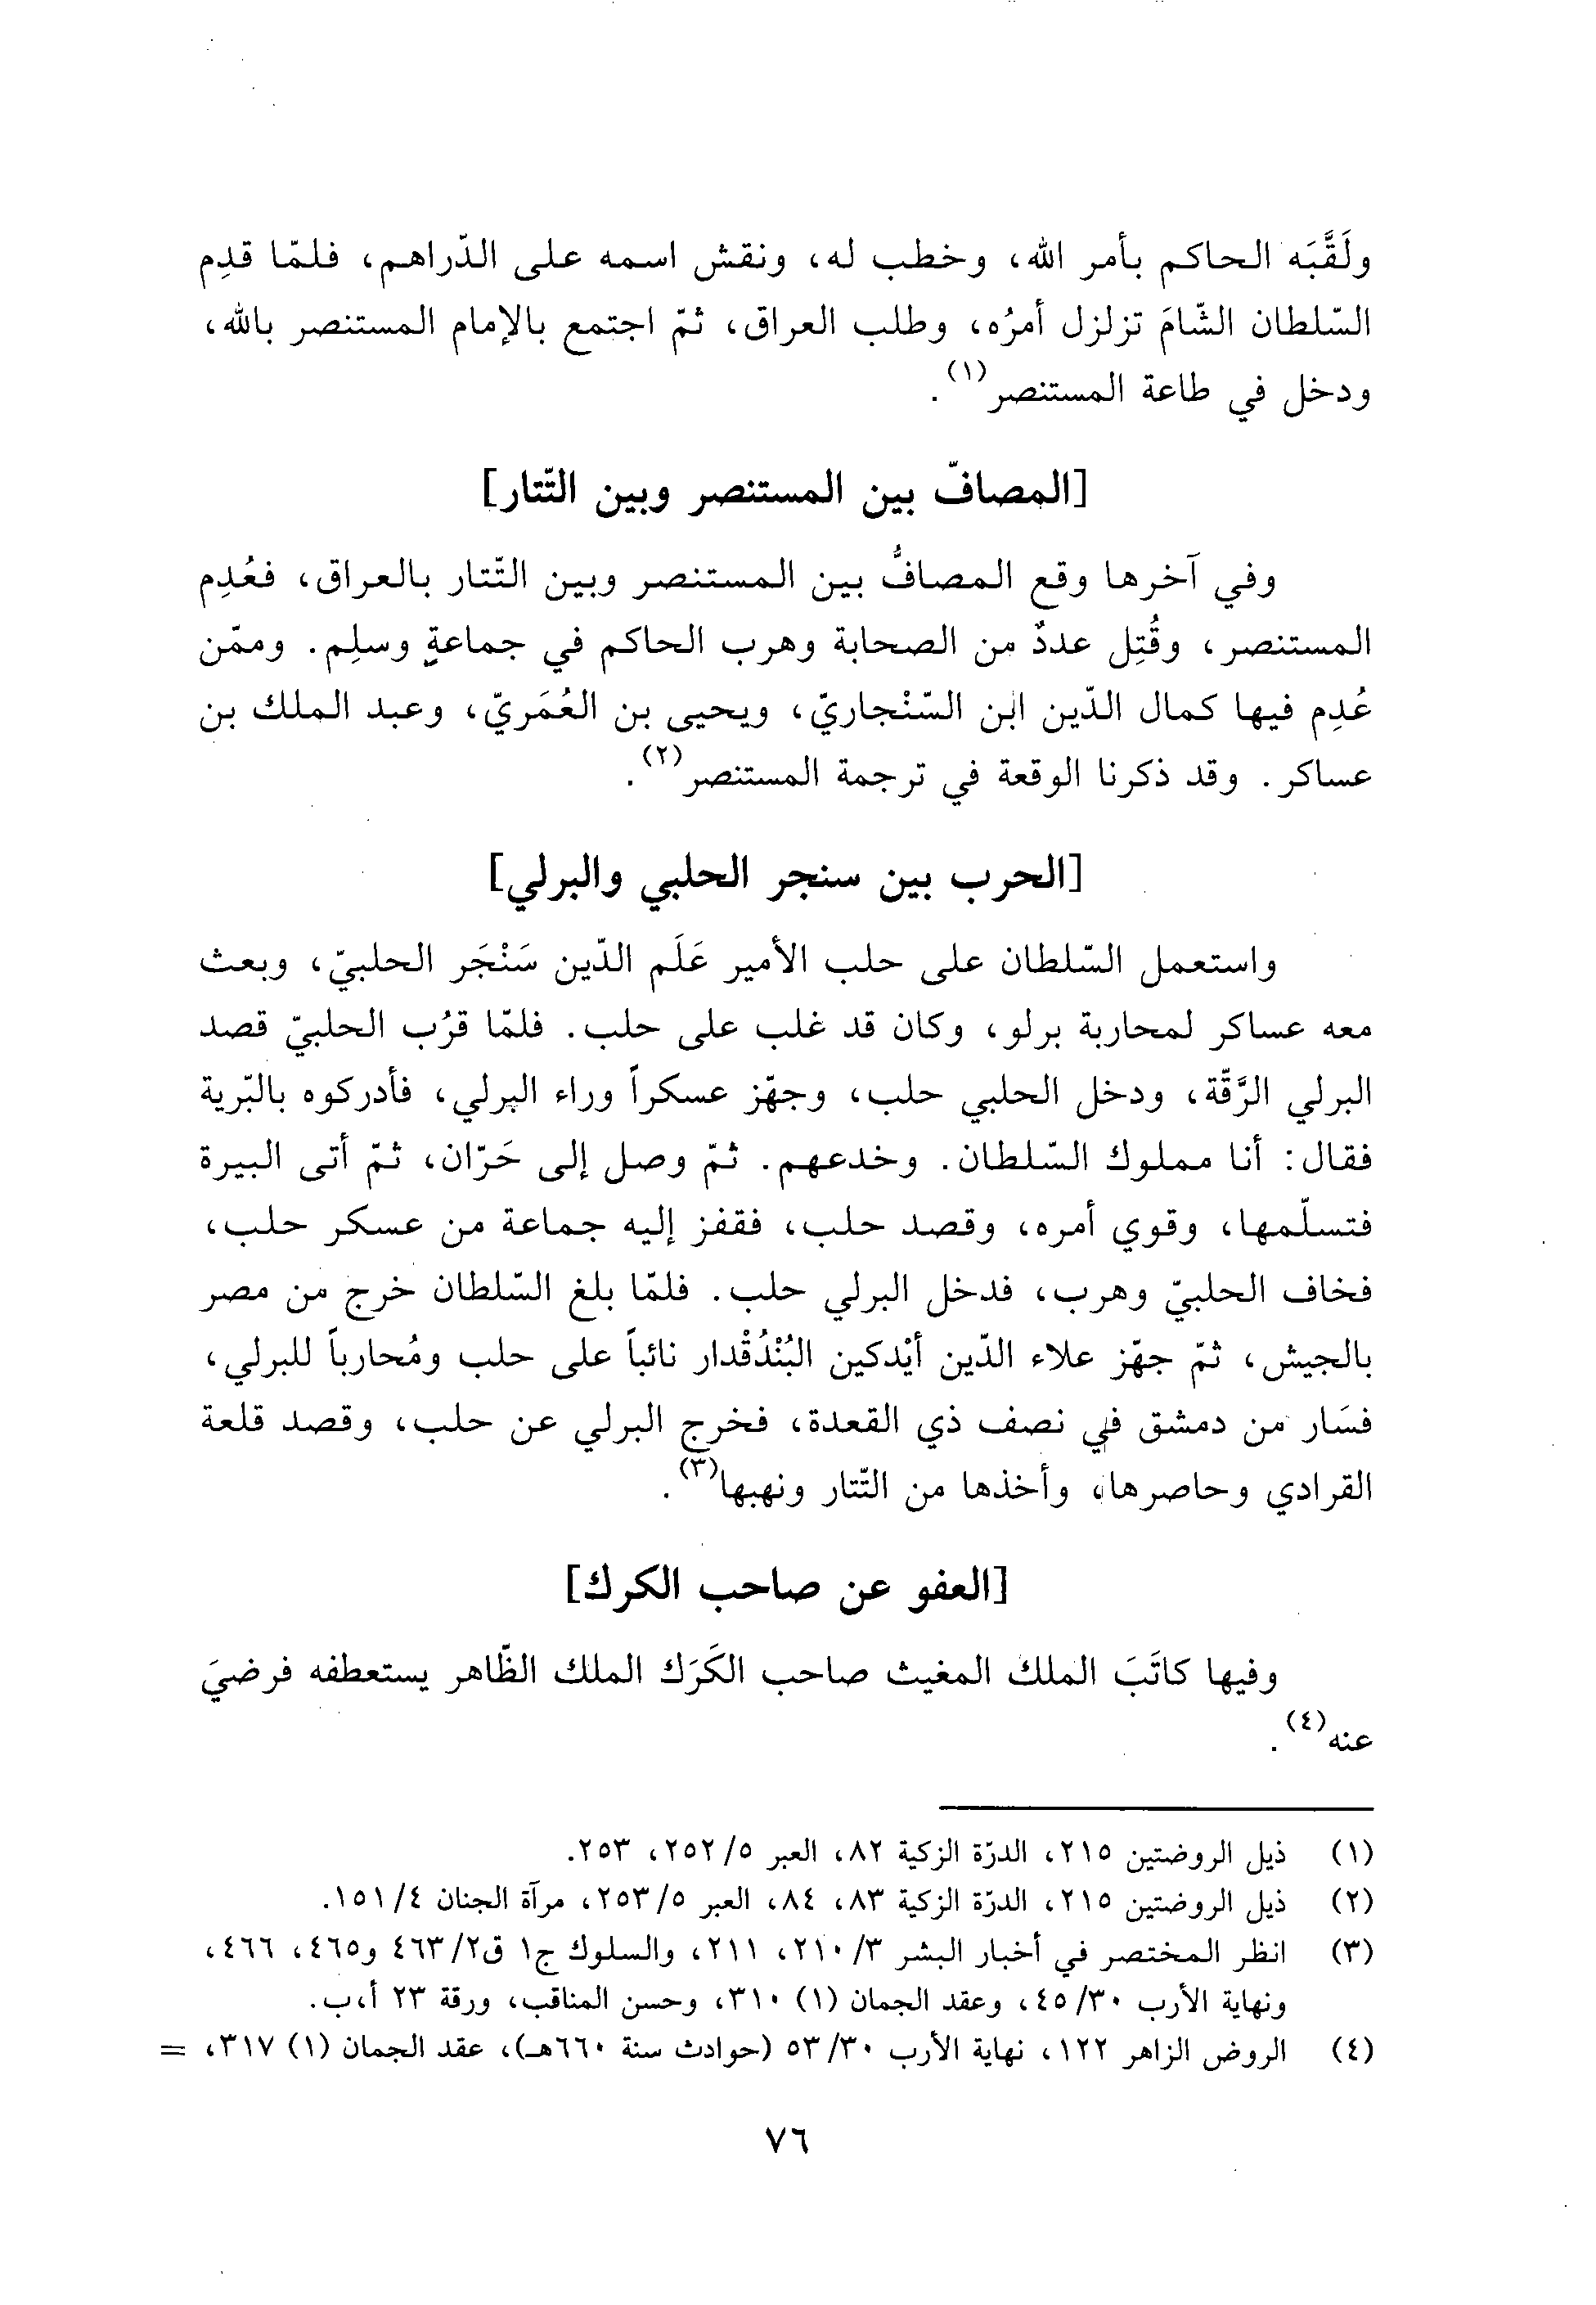 ولَقَّبَه الحاكم بأمر الله، وخطب له، ونقش اسمه على الدّراهم، فلمّا قدِم
السّلطان الشّامَ تزلزل أمرُه، وطلب العراق، ثمّ اجتمع بالإمام المستنصر بالله،
ودخل في طاعة المستنصر(١).
[المصافّ بين المستنصر وبين التّتار]
وفي آخرها وقع المصافُّ بين المستنصر وبين التّتار بالعراق، فعُدِم
المستنصر، وقُتِل عددٌ من الصحابة وهرب الحاكم في جماعةٍ وسلِم. وممّن
عُدِم فيها كمال الدّين ابن السّنْجاريّ، ويحيى بن العُمَريّ، وعبد الملك بن
عساكر. وقد ذكرنا الوقعة في ترجمة المستنصر(٢).
[الحرب بين سنجر الحلبي والبرلي]
واستعمل السّلطان على حلب الأمير عَلَم الدّين سَنْجَر الحلبيّ، وبعث
معه عساكر لمحاربة برلو، وكان قد غلب على حلب. فلمّا قرُب الحلبيّ قصد
البرلي الرَّقّة، ودخل الحلبي حلب، وجهّز عسكراً وراء البرلي، فأدركوه بالبّرية
فقال: أنا مملوك السّلطان. وخدعهم. ثمّ وصل إلى حَرّان، ثمّ أتى البيرة
فتسلّمها، وقوي أمره، وقصد حلب، فقفز إليه جماعة من عسكر حلب،
فخاف الحلبيّ وهرب، فدخل البرلي حلب. فلمّا بلغ السّلطان خرج من مصر
بالجيش، ثمّ جهّز علاء الدّين أيْدكين البُنْدُقْدار نائباً على حلب ومُحارباً للبرلي،
فسَار من دمشق في نصف ذي القعدة، فخرج البرلي عن حلب، وقصد قلعة
القرادي وحاصرها، وأخذها من التّتار ونهبها(٣).
[العفو عن صاحب الكرك]
وفيها كاتَبَ الملك المغيث صاحب الكَرَك الملك الظّاهر يستعطفه فرضيَ
عنه(٤).
(١) ذيل الروضتين ٢١٥، الدرّة الزكية ٨٢، العبر ٥/ ٢٥٢، ٢٥٣.
(٢) ذيل الروضتين ٢١٥، الدرّة الزكية ٨٣، ٨٤، العبر ٥/ ٢٥٣، مرآة الجنان ٤/ ١٥١.
(٣) انظر المختصر في أخبار البشر ٣/ ٢١٠، ٢١١، والسلوك ج١ ق٢/ ٤٦٣ و٤٦٥، ٤٦٦،
ونهاية الأرب ٣٠/ ٤٥، وعقد الجمان (١) ٣١٠، وحسن المناقب، ورقة ٢٣ أ،ب.
(٤) الروض الزاهر ١٢٢، نهاية الأرب ٣٠/ ٥٣ (حوادث سنة ٦٦٠هـ)، عقد الجمان (١) ٣١٧، =
٧٦